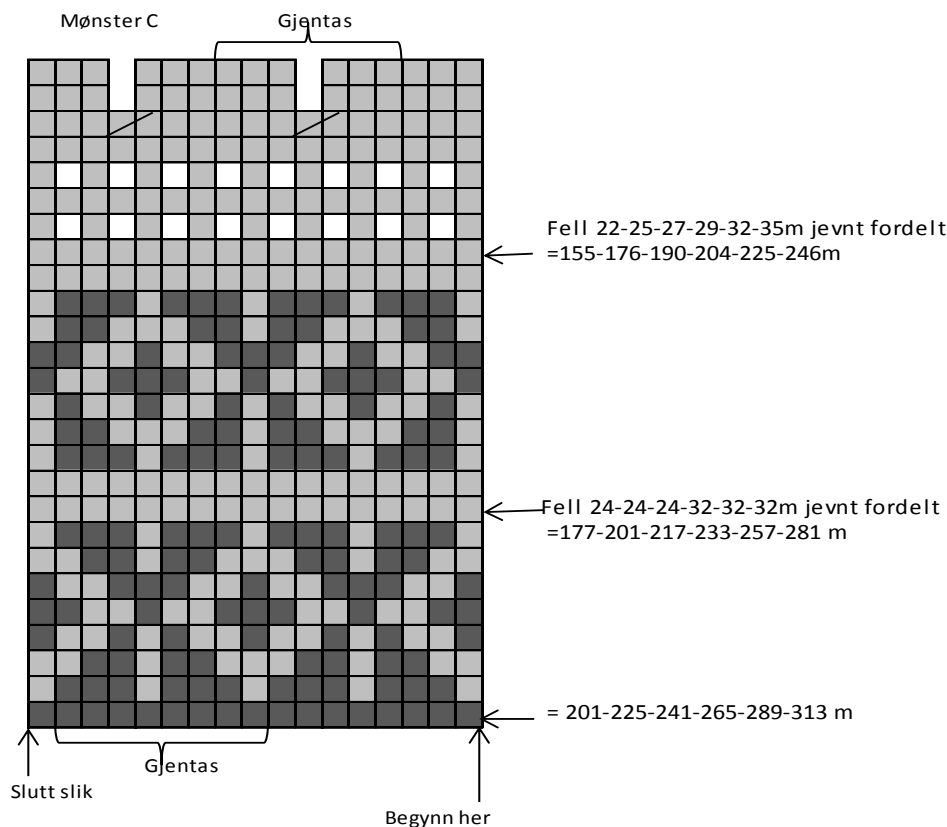 Mønster C
Gjentas
Fell 22-25-27-29-32-35m jevnt fordelt
=155-176-190-204-225-246m
Fell 24-24-24-32-32-32m jevnt fordelt
=177-201-217-233-257-281 m
= 201-225-241-265-289-313 m
Gjentas
Slutt slik
Begynn her